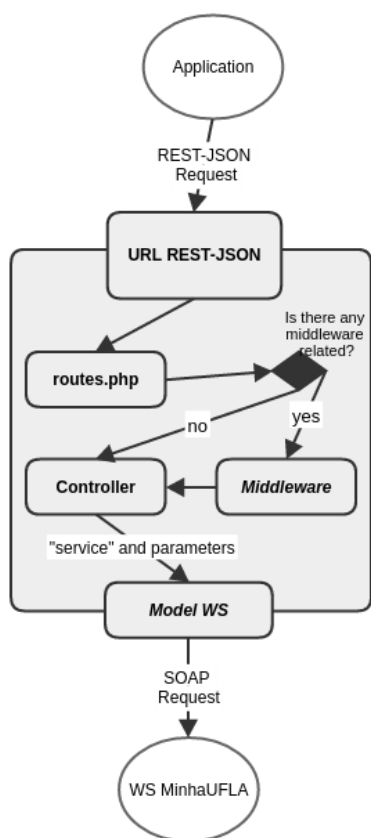 Application
REST-JSON
Request
URL REST-JSON
Is there any
middleware
related?
routes.php
no
yes
Controller
Middleware
"service" and parameters
Model WS
SOAP
Request
WS MinhaUFLA